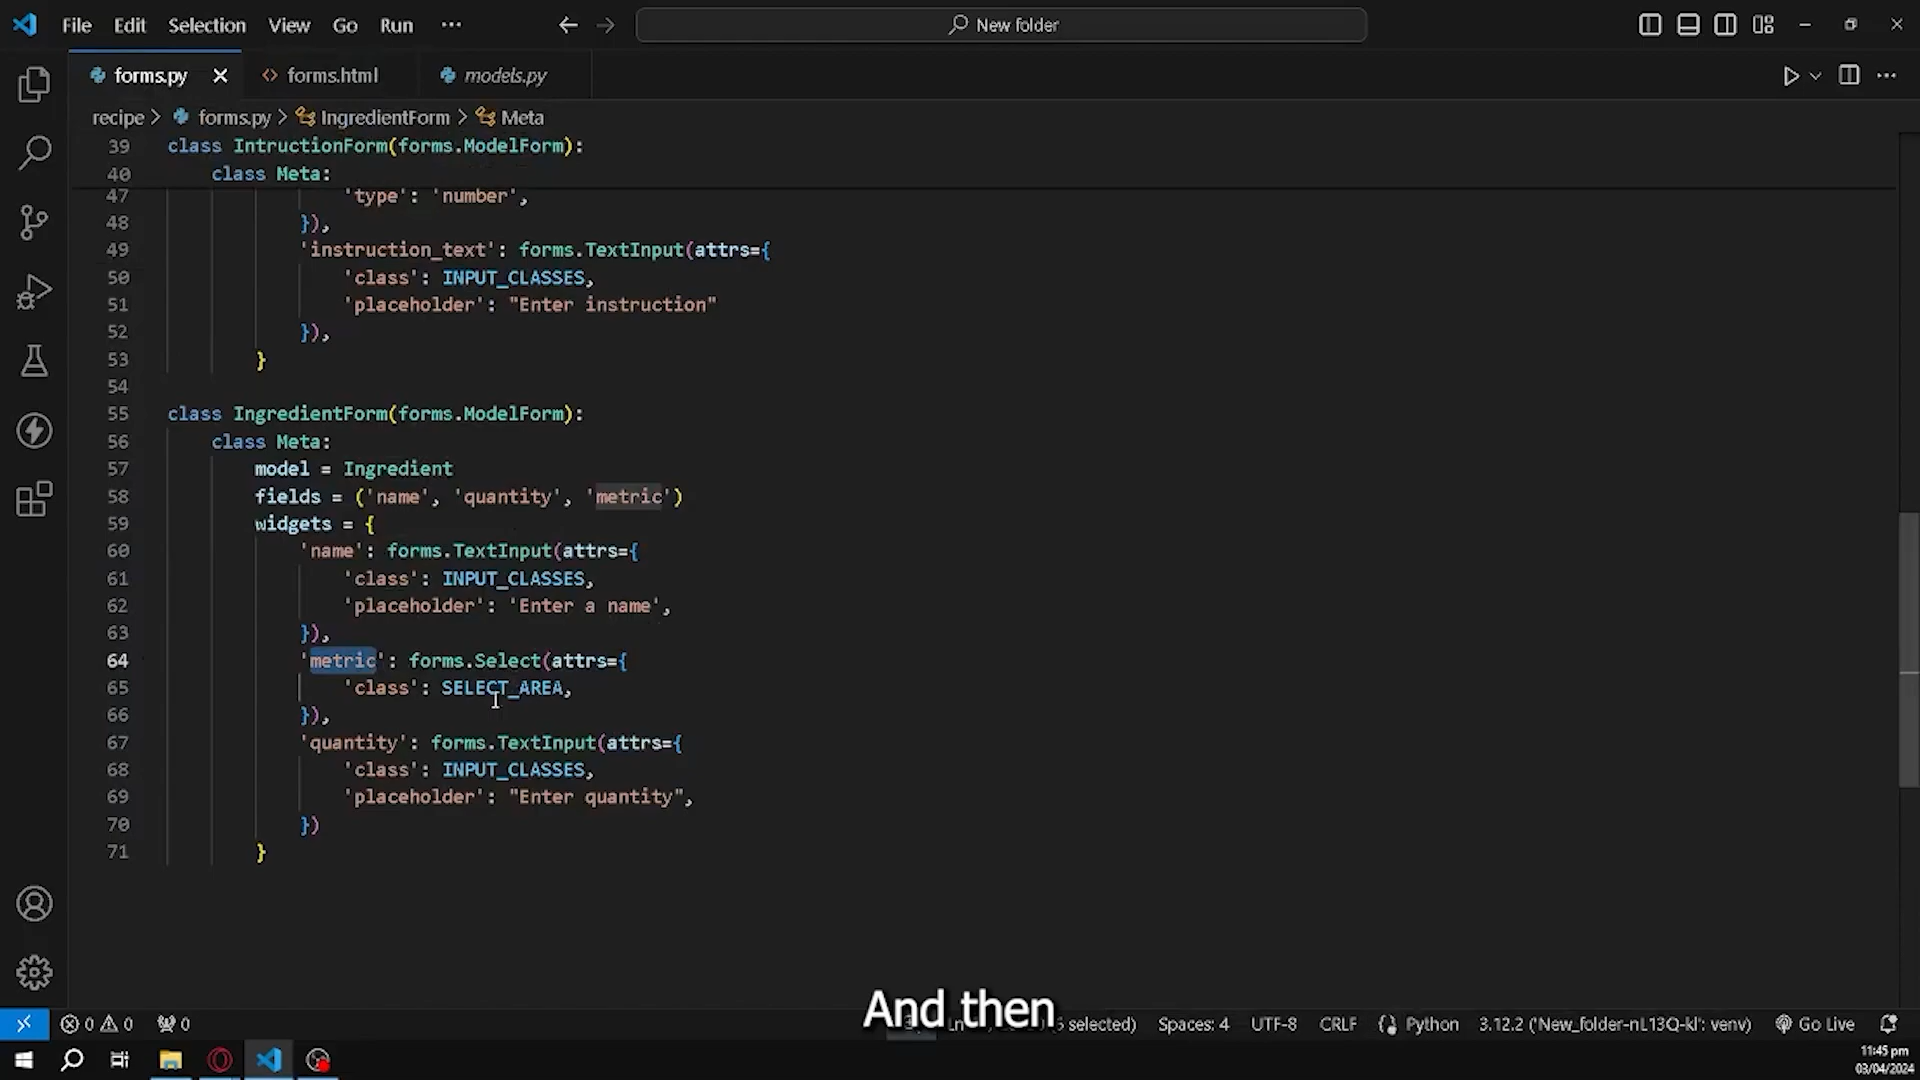 File Edit Selection View Go Run ··· New folder
forms.py forms.html models.py
recipe > forms.py > IngredientForm > Meta
39 class IntructionForm(forms.ModelForm):
40 class Meta:
47 'type': 'number',
48 }),
49 'instruction_text': forms.TextInput(attrs={
50 'class': INPUT_CLASSES,
51 'placeholder': "Enter instruction"
52 }),
53 }
54
55 class IngredientForm(forms.ModelForm):
56 class Meta:
57 model = Ingredient
58 fields = ('name', 'quantity', 'metric')
59 widgets = {
60 'name': forms.TextInput(attrs={
61 'class': INPUT_CLASSES,
62 'placeholder': 'Enter a name',
63 }),
64 'metric': forms.Select(attrs={
65 'class': SELECT_AREA,
66 }),
67 'quantity': forms.TextInput(attrs={
68 'class': INPUT_CLASSES,
69 'placeholder': "Enter quantity",
70 })
71 }
And then
0 0 0 selected) Spaces: 4 UTF-8 CRLF Python 3.12.2 ('New_folder-nL13Q-kl': venv) Go Live
11:45 pm
03/04/2024